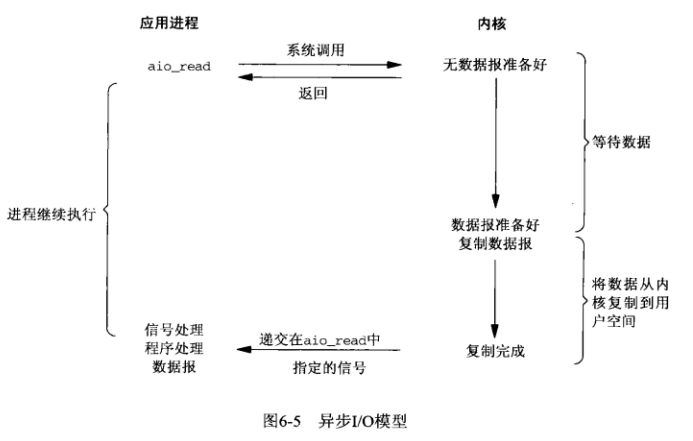 应用进程
内核
系统调用
aio_read
无数据报准备好
返回
等待数据
进程继续执行
数据报准备好
复制数据报
将数据从内
核复制到用
户空间
信号处理
程序处理
数据报
递交在aio_read中
指定的信号
复制完成
图6-5 异步I/O模型